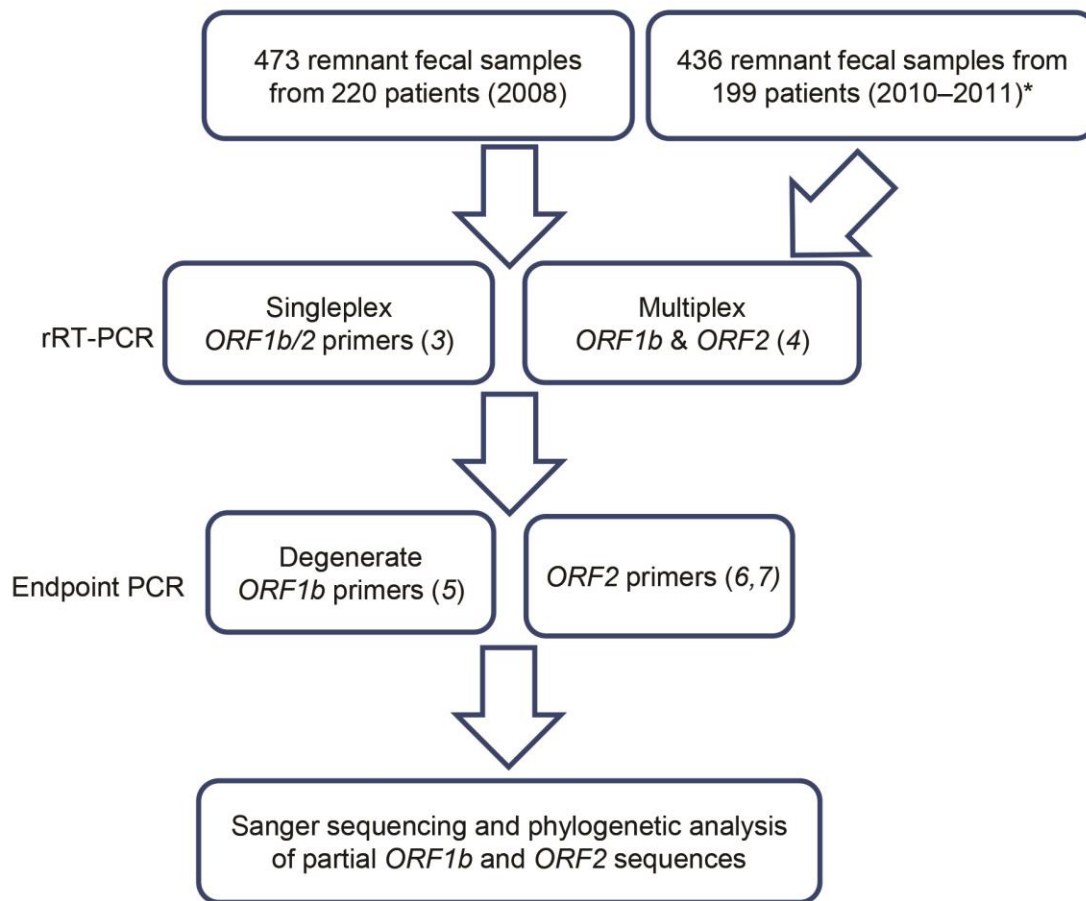 473 remnant fecal samples
from 220 patients (2008)
436 remnant fecal samples from
199 patients (2010–2011)*
rRT-PCR
Singleplex
ORF1b/2 primers (3)
Multiplex
ORF1b & ORF2 (4)
Endpoint PCR
Degenerate
ORF1b primers (5)
ORF2 primers (6,7)
Sanger sequencing and phylogenetic analysis
of partial ORF1b and ORF2 sequences